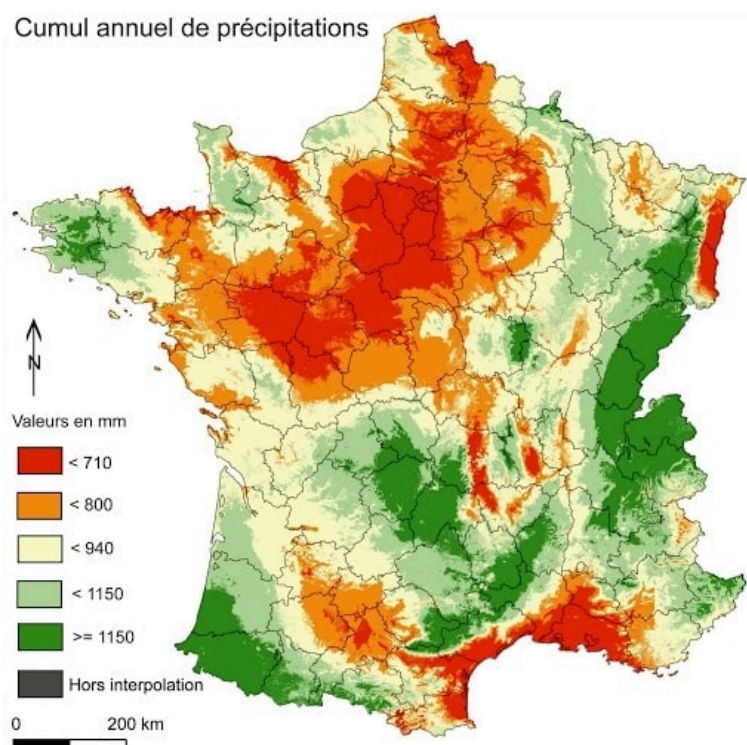 Cumul annuel de précipitations
N
Valeurs en mm
< 710
< 800
< 940
< 1150
>= 1150
Hors interpolation
0 200 km